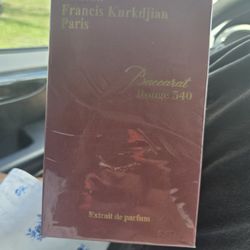 Francis Kurkdjian
Paris
Baccarat
Rouge 540
Extrait de parfum